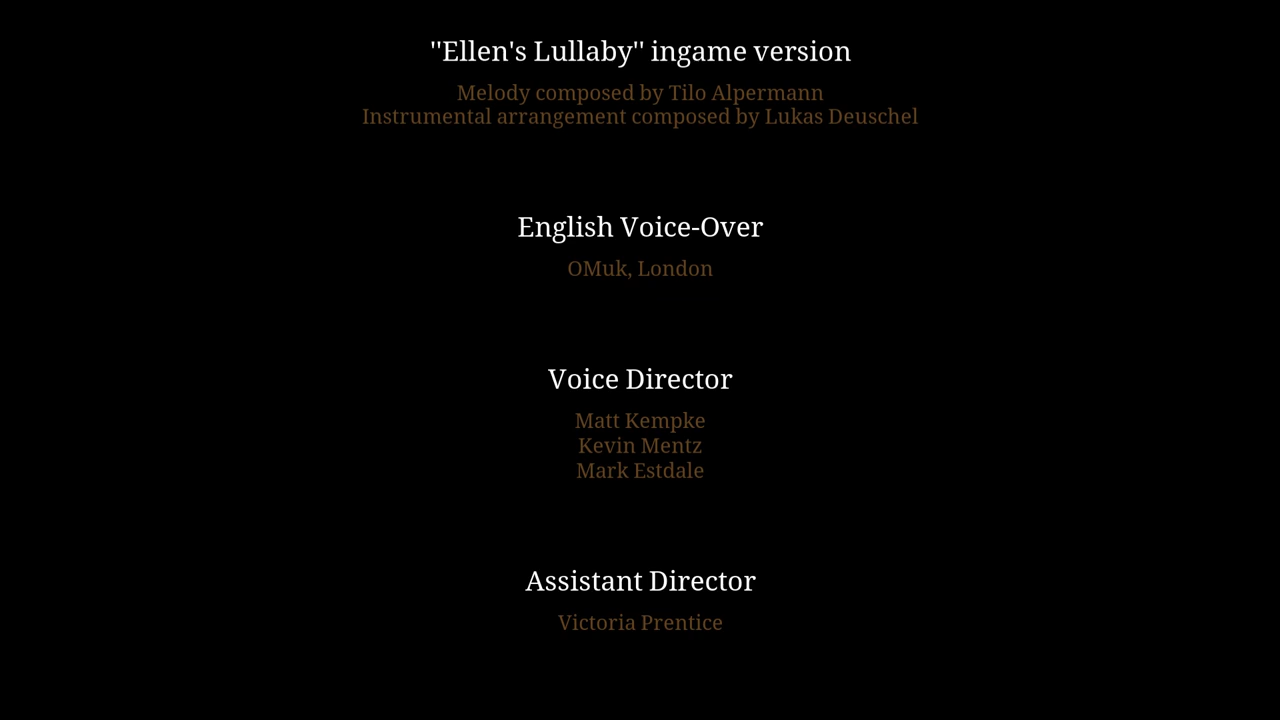 "Ellen's Lullaby" ingame version
Melody composed by Tilo Alpermann
Instrumental arrangement composed by Lukas Deuschel
English Voice-Over
OMuk, London
Voice Director
Matt Kempke
Kevin Mentz
Mark Estdale
Assistant Director
Victoria Prentice